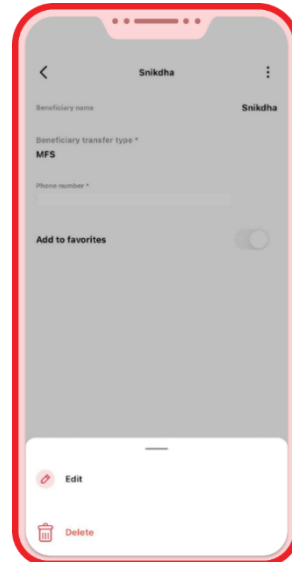 Snikdha
Beneficiary name Snikdha
Beneficiary transfer type *
MFS
Phone number *
Add to favorites
Edit
Delete